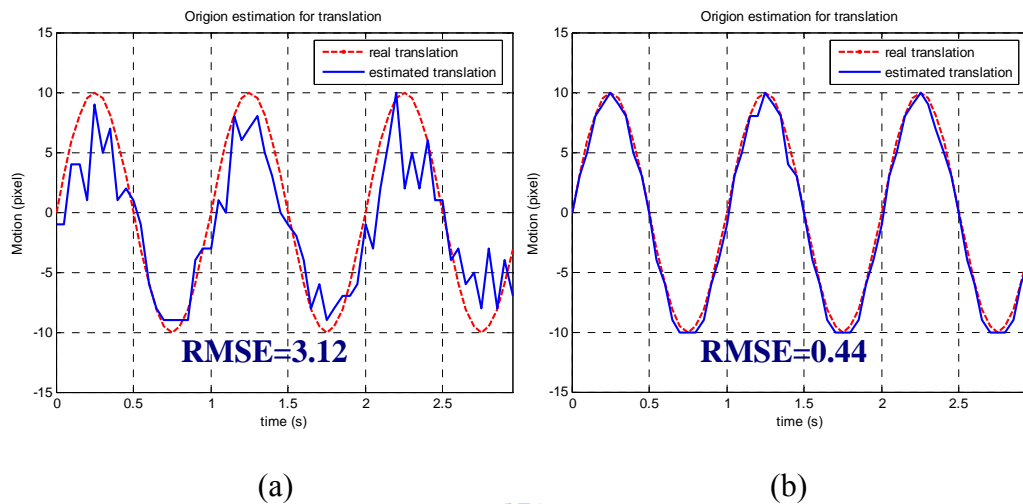 Origion estimation for translation
15
10
5
0
-5
-10
-15
Motion (pixel)
real translation
estimated translation
RMSE=3.12
0 0.5 1 1.5 2 2.5
time (s)
(a)
Origion estimation for translation
15
10
5
0
-5
-10
-15
Motion (pixel)
real translation
estimated translation
RMSE=0.44
0 0.5 1 1.5 2 2.5
time (s)
(b)